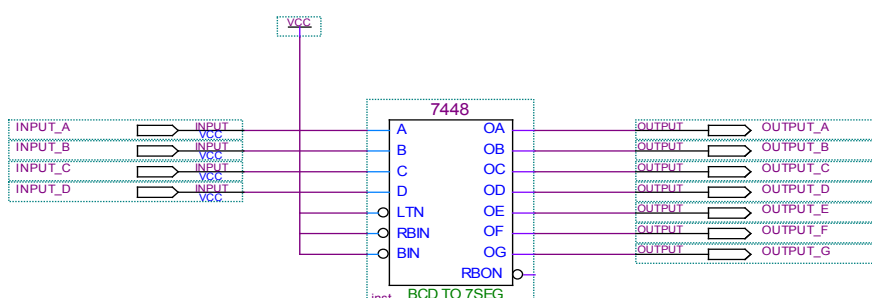 VCC
7448
INPUT_A INPUT VCC A OA OUTPUT OUTPUT_A
INPUT_B INPUT VCC B OB OUTPUT OUTPUT_B
INPUT_C INPUT VCC C OC OUTPUT OUTPUT_C
INPUT_D INPUT VCC D OD OUTPUT OUTPUT_D
LTN OE OUTPUT OUTPUT_E
RBIN OF OUTPUT OUTPUT_F
BIN OG OUTPUT OUTPUT_G
RBON
inst BCD TO 7SEG